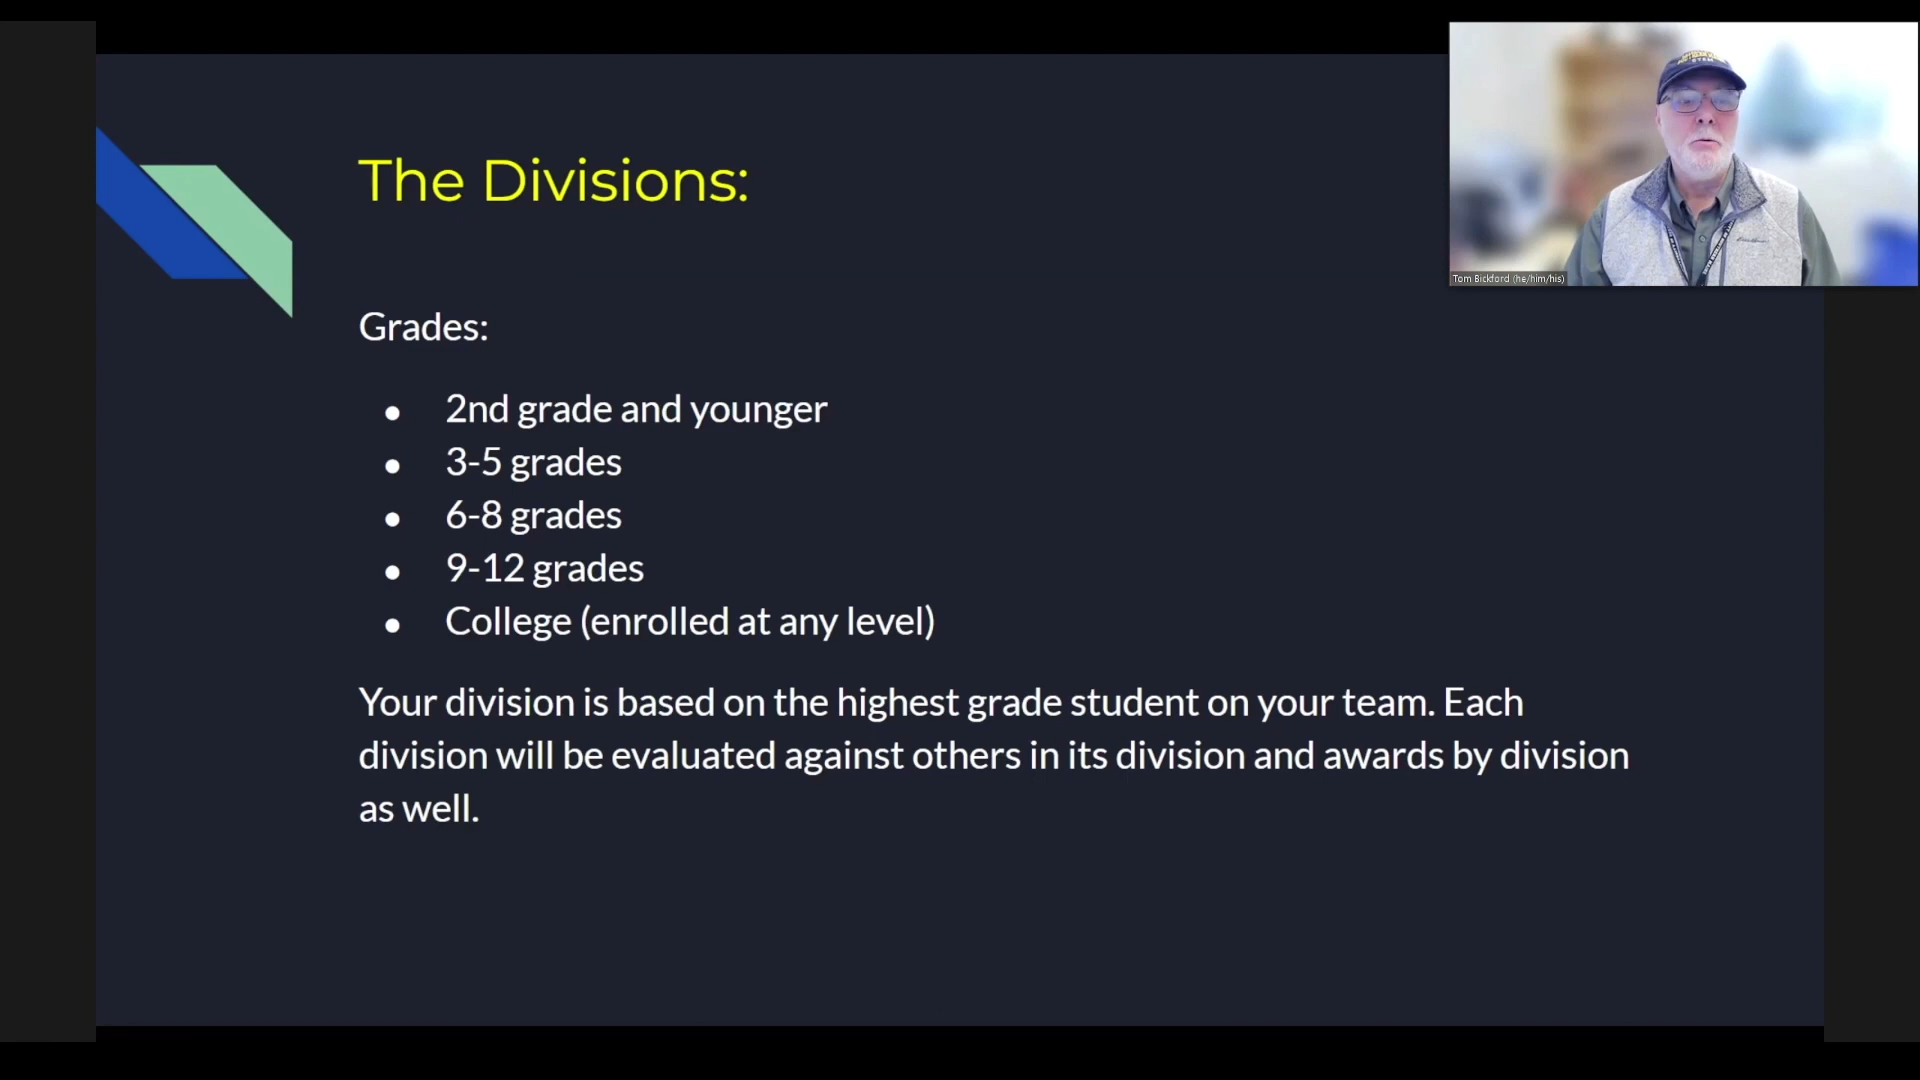 The Divisions:
Grades:
● 2nd grade and younger
● 3-5 grades
● 6-8 grades
● 9-12 grades
● College (enrolled at any level)
Your division is based on the highest grade student on your team. Each
division will be evaluated against others in its division and awards by division
as well.
Tom Bickford (he/him/his)